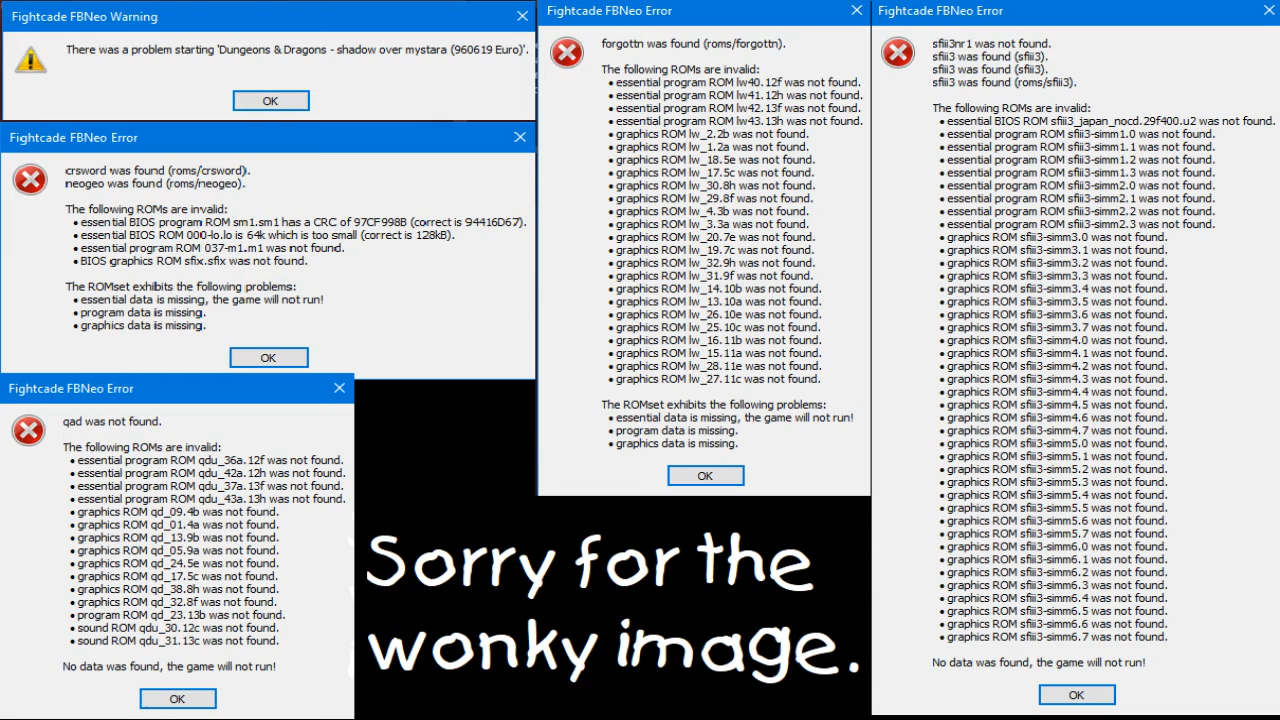 Fightcade FBNeo Warning
There was a problem starting 'Dungeons & Dragons - shadow over mystara (960619 Euro)'.
OK
Fightcade FBNeo Error
crsword was found (roms/crsword).
neogeo was found (roms/neogeo).
The following ROMs are invalid:
• essential BIOS program ROM sm1.sm1 has a CRC of 97CF998B (correct is 94416D67).
• essential BIOS ROM 000-lo.lo is 64k which is too small (correct is 128kB).
• essential program ROM 037-m1.m1 was not found.
• BIOS graphics ROM sfix.sfix was not found.
The ROMset exhibits the following problems:
• essential data is missing, the game will not run!
• program data is missing.
• graphics data is missing.
OK
Fightcade FBNeo Error
qad was not found.
The following ROMs are invalid:
• essential program ROM qdu_36a.12f was not found.
• essential program ROM qdu_42a.12h was not found.
• essential program ROM qdu_37a.13f was not found.
• essential program ROM qdu_43a.13h was not found.
• graphics ROM qd_09.4b was not found.
• graphics ROM qd_01.4a was not found.
• graphics ROM qd_13.9b was not found.
• graphics ROM qd_05.9a was not found.
• graphics ROM qd_24.5e was not found.
• graphics ROM qd_17.5c was not found.
• graphics ROM qd_38.8h was not found.
• graphics ROM qd_32.8f was not found.
• program ROM qd_23.13b was not found.
• sound ROM qdu_30.12c was not found.
• sound ROM qdu_31.13c was not found.
No data was found, the game will not run!
OK
Fightcade FBNeo Error
forgottn was found (roms/forgottn).
The following ROMs are invalid:
• essential program ROM lw40.12f was not found.
• essential program ROM lw41.12h was not found.
• essential program ROM lw42.13f was not found.
• essential program ROM lw43.13h was not found.
• graphics ROM lw_2.2b was not found.
• graphics ROM lw_1.2a was not found.
• graphics ROM lw_18.5e was not found.
• graphics ROM lw_17.5c was not found.
• graphics ROM lw_30.8h was not found.
• graphics ROM lw_29.8f was not found.
• graphics ROM lw_4.3b was not found.
• graphics ROM lw_3.3a was not found.
• graphics ROM lw_20.7e was not found.
• graphics ROM lw_19.7c was not found.
• graphics ROM lw_32.9h was not found.
• graphics ROM lw_31.9f was not found.
• graphics ROM lw_14.10b was not found.
• graphics ROM lw_13.10a was not found.
• graphics ROM lw_26.10e was not found.
• graphics ROM lw_25.10c was not found.
• graphics ROM lw_16.11b was not found.
• graphics ROM lw_15.11a was not found.
• graphics ROM lw_28.11e was not found.
• graphics ROM lw_27.11c was not found.
The ROMset exhibits the following problems:
• essential data is missing, the game will not run!
• program data is missing.
• graphics data is missing.
OK
Sorry for the
wonky image.
Fightcade FBNeo Error
sfiii3nr1 was not found.
sfiii3 was found (sfiii3).
sfiii3 was found (sfiii3).
sfiii3 was found (roms/sfiii3).
The following ROMs are invalid:
• essential BIOS ROM sfiii3_japan_nocd.29f400.u2 was not found.
• essential program ROM sfiii3-simm1.0 was not found.
• essential program ROM sfiii3-simm1.1 was not found.
• essential program ROM sfiii3-simm1.2 was not found.
• essential program ROM sfiii3-simm1.3 was not found.
• essential program ROM sfiii3-simm2.0 was not found.
• essential program ROM sfiii3-simm2.1 was not found.
• essential program ROM sfiii3-simm2.2 was not found.
• essential program ROM sfiii3-simm2.3 was not found.
• graphics ROM sfiii3-simm3.0 was not found.
• graphics ROM sfiii3-simm3.1 was not found.
• graphics ROM sfiii3-simm3.2 was not found.
• graphics ROM sfiii3-simm3.3 was not found.
• graphics ROM sfiii3-simm3.4 was not found.
• graphics ROM sfiii3-simm3.5 was not found.
• graphics ROM sfiii3-simm3.6 was not found.
• graphics ROM sfiii3-simm3.7 was not found.
• graphics ROM sfiii3-simm4.0 was not found.
• graphics ROM sfiii3-simm4.1 was not found.
• graphics ROM sfiii3-simm4.2 was not found.
• graphics ROM sfiii3-simm4.3 was not found.
• graphics ROM sfiii3-simm4.4 was not found.
• graphics ROM sfiii3-simm4.5 was not found.
• graphics ROM sfiii3-simm4.6 was not found.
• graphics ROM sfiii3-simm4.7 was not found.
• graphics ROM sfiii3-simm5.0 was not found.
• graphics ROM sfiii3-simm5.1 was not found.
• graphics ROM sfiii3-simm5.2 was not found.
• graphics ROM sfiii3-simm5.3 was not found.
• graphics ROM sfiii3-simm5.4 was not found.
• graphics ROM sfiii3-simm5.5 was not found.
• graphics ROM sfiii3-simm5.6 was not found.
• graphics ROM sfiii3-simm5.7 was not found.
• graphics ROM sfiii3-simm6.0 was not found.
• graphics ROM sfiii3-simm6.1 was not found.
• graphics ROM sfiii3-simm6.2 was not found.
• graphics ROM sfiii3-simm6.3 was not found.
• graphics ROM sfiii3-simm6.4 was not found.
• graphics ROM sfiii3-simm6.5 was not found.
• graphics ROM sfiii3-simm6.6 was not found.
• graphics ROM sfiii3-simm6.7 was not found.
No data was found, the game will not run!
OK